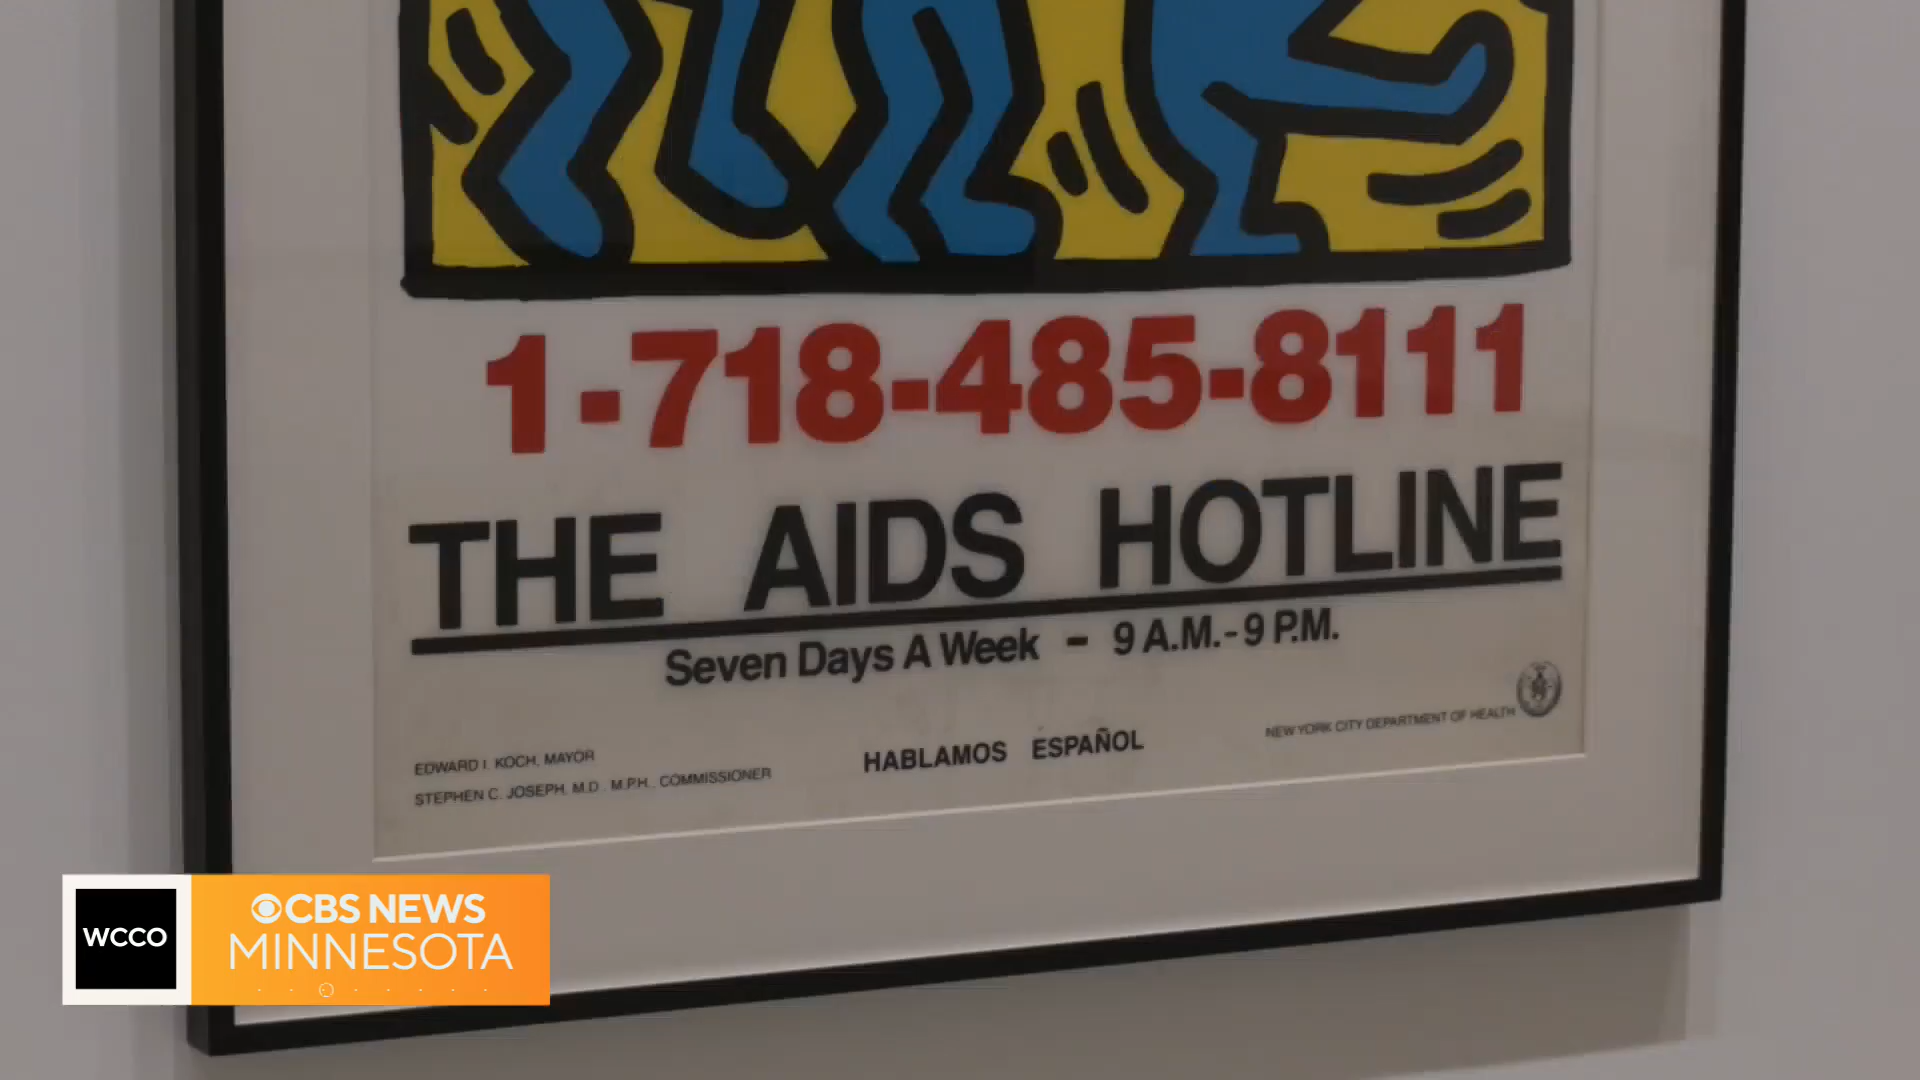 1-718-485-8111
THE AIDS HOTLINE
Seven Days A Week - 9 A.M.-9 P.M.
EDWARD I. KOCH, MAYOR
STEPHEN C. JOSEPH, M.D., M.P.H., COMMISSIONER
HABLAMOS ESPAÑOL
NEW YORK CITY DEPARTMENT OF HEALTH
WCCO
CBS NEWS
MINNESOTA